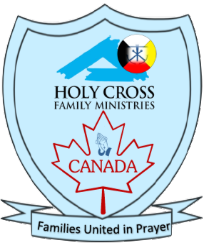 HOLY CROSS
FAMILY MINISTRIES
CANADA
Families United in Prayer